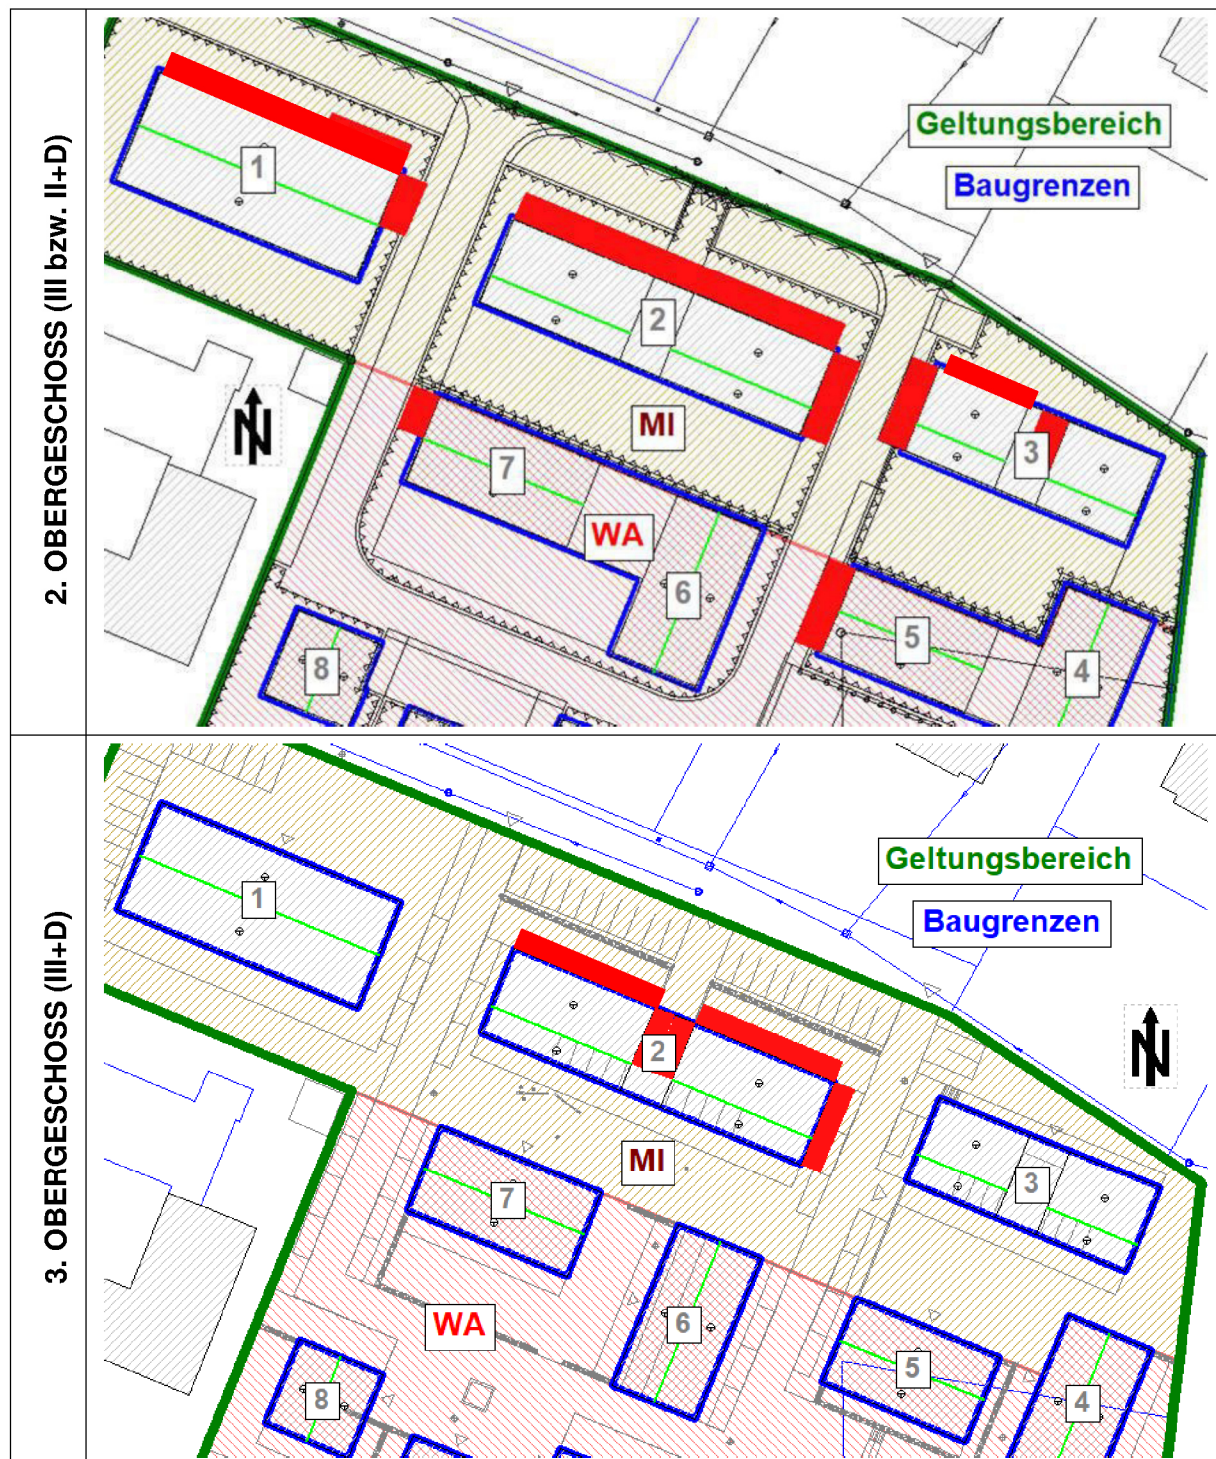 2. OBERGESCHOSS (III bzw. II+D)
Geltungsbereich
Baugrenzen
1
2
3
MI
N
7
WA
6
5
4
8
3. OBERGESCHOSS (III+D)
Geltungsbereich
Baugrenzen
1
2
N
MI
3
7
WA
6
5
4
8